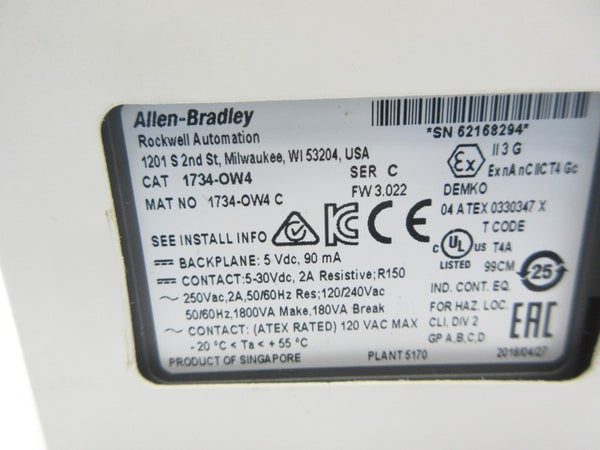 Allen-Bradley
Rockwell Automation
1201 S 2nd St, Milwaukee, WI 53204, USA
CAT 1734-OW4
SER C
MAT NO 1734-OW4 C
FW 3.022
*SN 62168294*
Ex
II 3 G
Ex nA nC IIC T4 Gc
DEMKO
04 ATEX 0330347 X
SEE INSTALL INFO
KC
CE
BACKPLANE: 5 Vdc, 90 mA
CONTACT:5-30Vdc, 2A Resistive;R150
250Vac,2A,50/60Hz Res;120/240Vac
50/60Hz,1800VA Make,180VA Break
CONTACT: (ATEX RATED) 120 VAC MAX
-20 °C < Ta < +55 °C
PRODUCT OF SINGAPORE
PLANT 5170
T CODE
C UL US T4A
LISTED 99CM
25
IND. CONT. EQ.
FOR HAZ. LOC.
CLI, DIV 2
GP A,B,C,D
EAC
2018/04/27